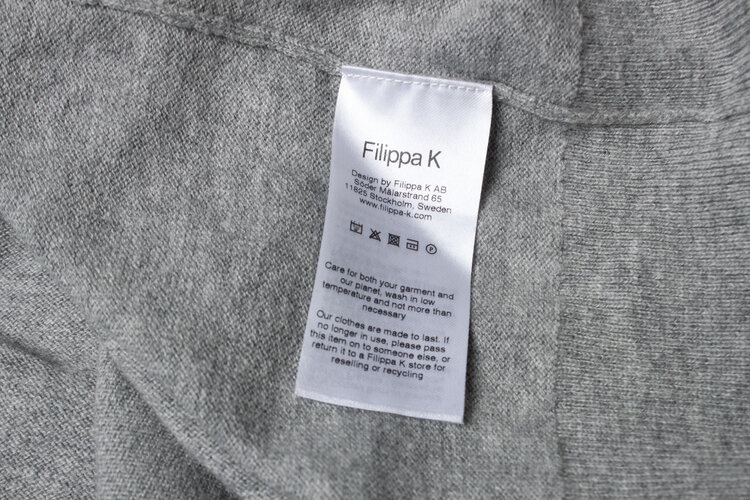 Filippa K
Design by Filippa K AB
Söder Mälarstrand 65
11825 Stockholm, Sweden
www.filippa-k.com
Care for both your garment and
our planet, wash in low
temperature and not more than
necessary
Our clothes are made to last. If
no longer in use, please pass
this item on to someone else, or
return it to a Filippa K store for
reselling or recycling